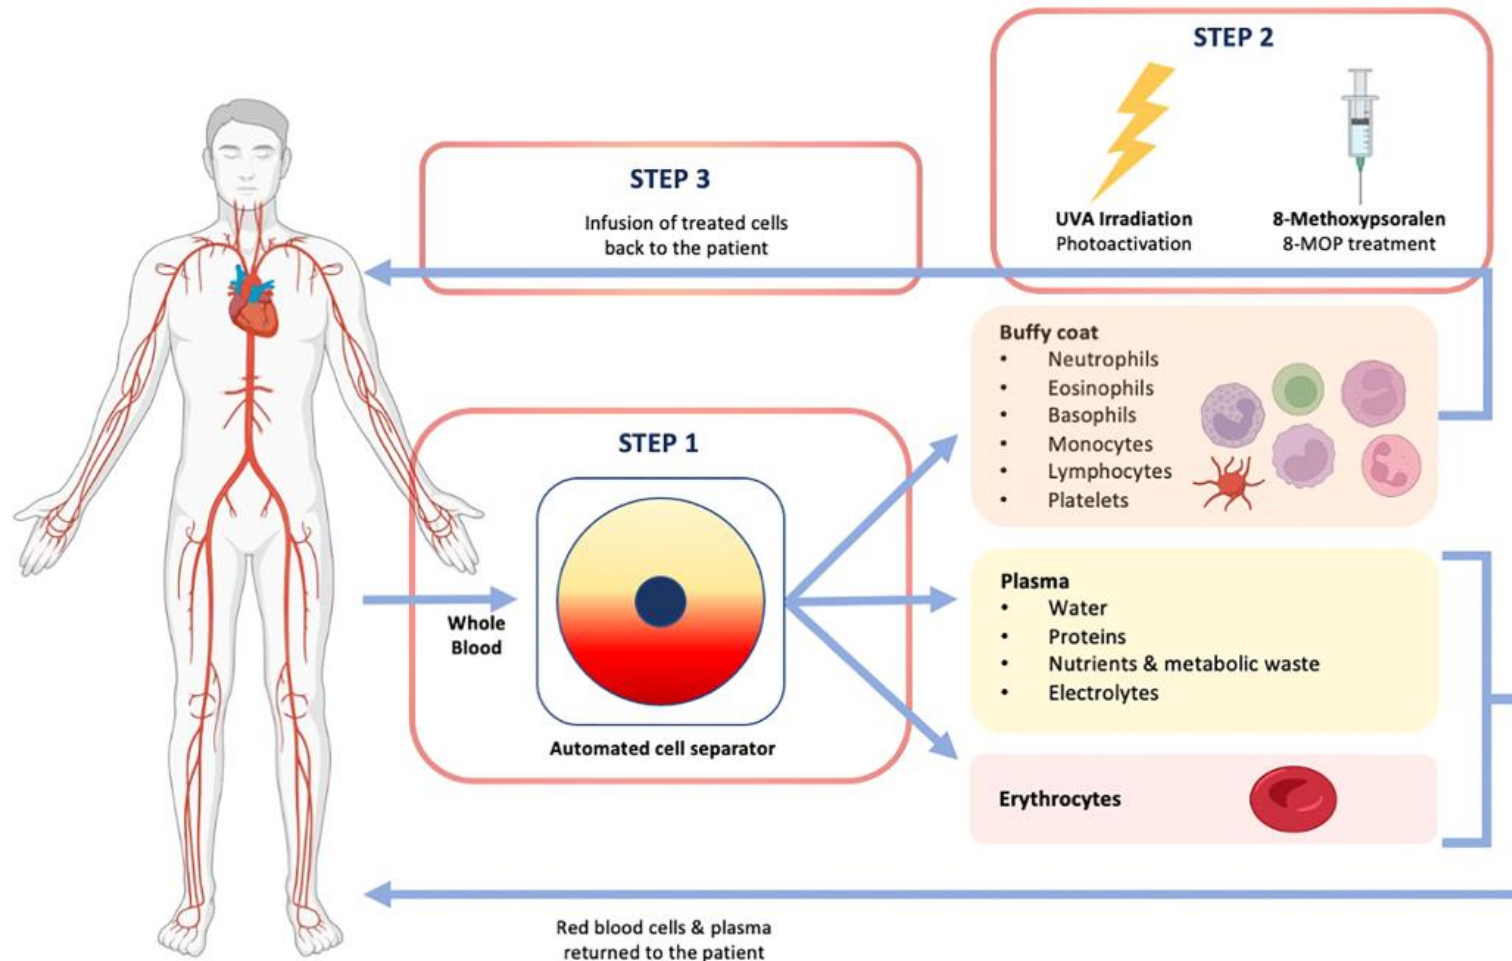 STEP 2
UVA Irradiation
Photoactivation
8-Methoxypsoralen
8-MOP treatment
STEP 3
Infusion of treated cells
back to the patient
Buffy coat
• Neutrophils
• Eosinophils
• Basophils
• Monocytes
• Lymphocytes
• Platelets
STEP 1
Whole
Blood
Automated cell separator
Plasma
• Water
• Proteins
• Nutrients & metabolic waste
• Electrolytes
Erythrocytes
Red blood cells & plasma
returned to the patient